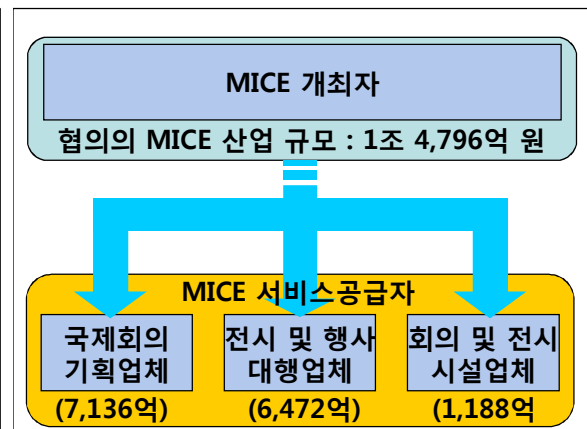 MICE 개최자
협의의 MICE 산업 규모 : 1조 4,796억 원
MICE 서비스공급자
국제회의
기획업체
(7,136억)
전시 및 행사
대행업체
(6,472억)
회의 및 전시
시설업체
(1,188억